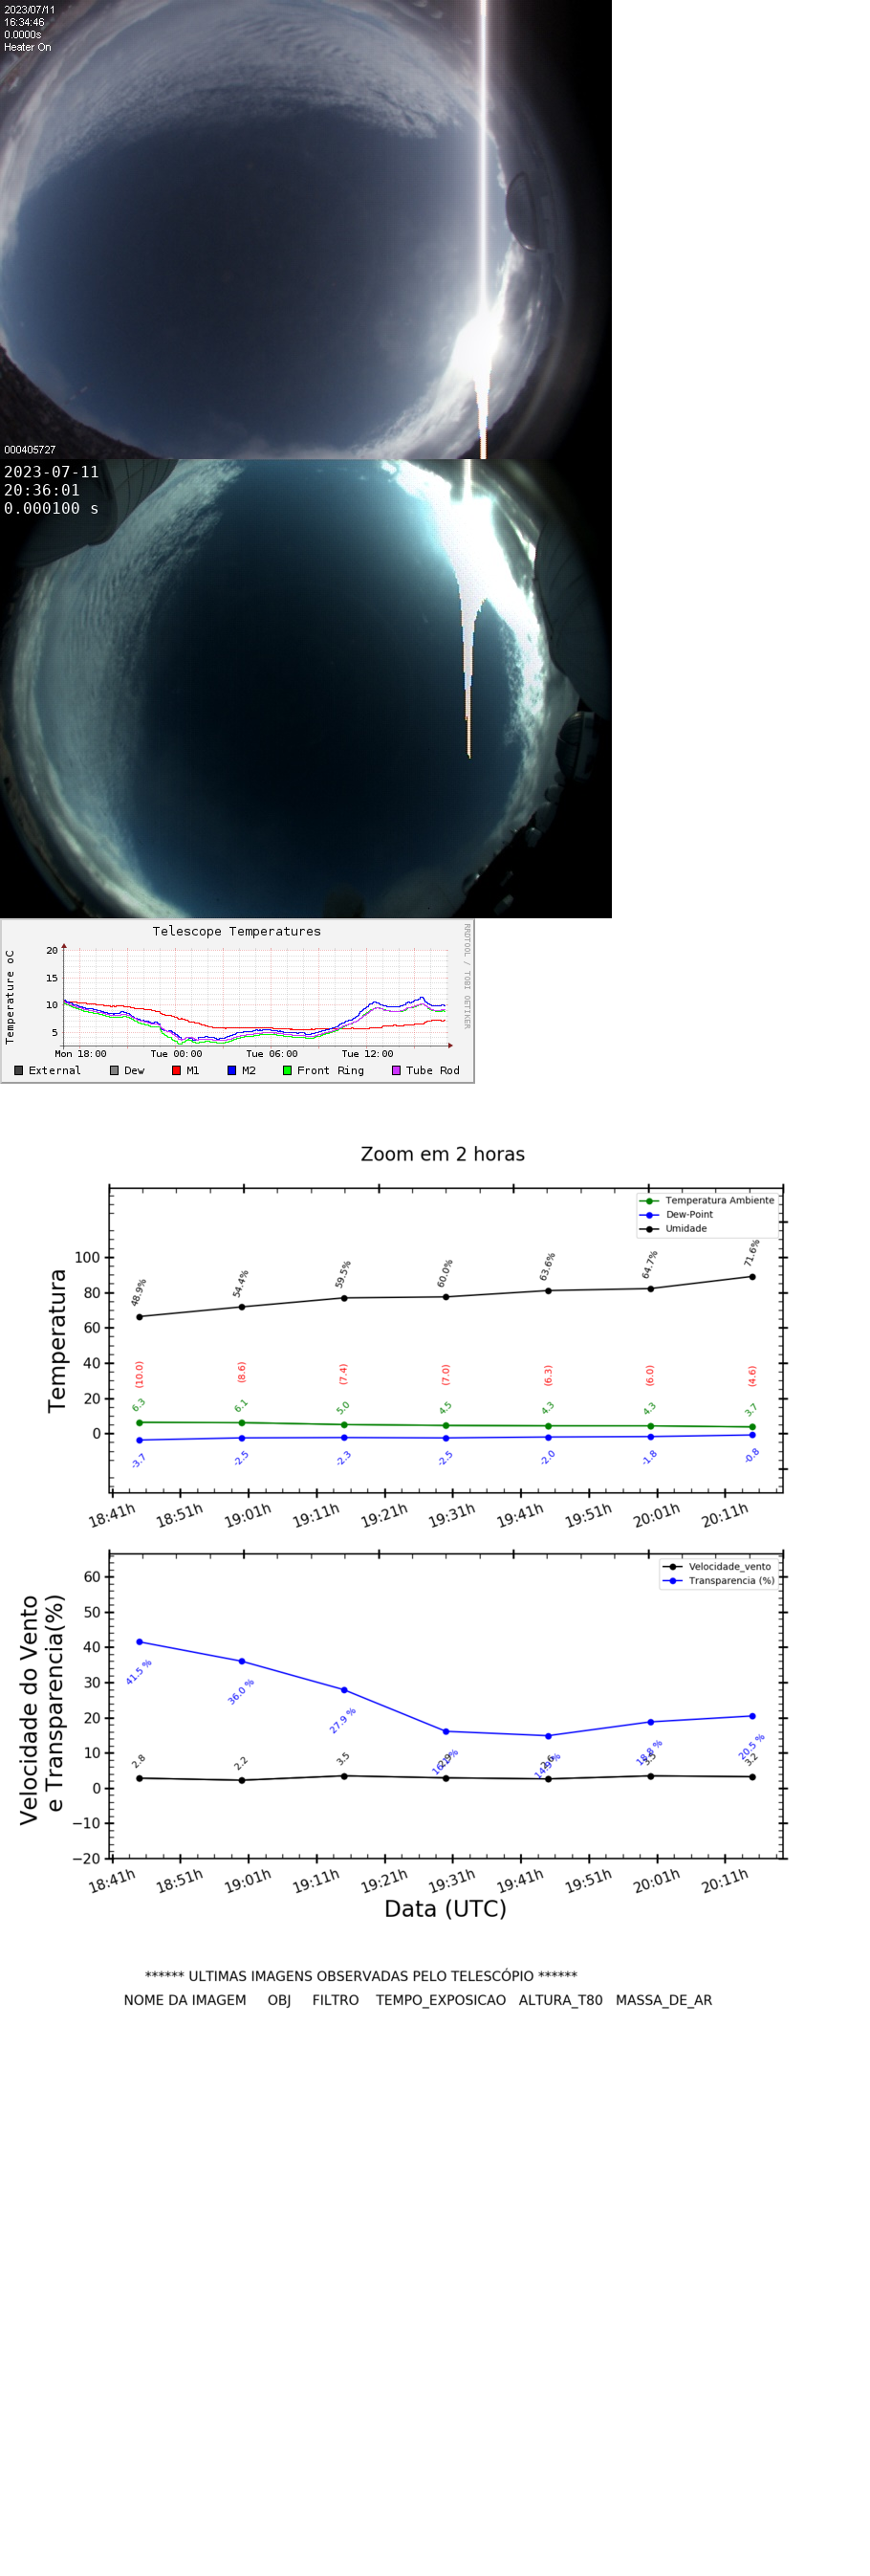 2023/07/11
16:34:46
0.0000s
Heater On
000405727
2023-07-11
20:36:01
0.000100 s
Telescope Temperatures
RRDTOOL / TOBI OETIKER
Temperature oC
20
15
10
5
Mon 18:00 Tue 00:00 Tue 06:00 Tue 12:00
External Dew M1 M2 Front Ring Tube Rod
Zoom em 2 horas
Temperatura Ambiente
Dew-Point
Umidade
Temperatura
100
80
60
40
20
0
48.9% 54.4% 59.5% 60.0% 63.6% 64.7% 71.6%
(10.0) (8.6) (7.4) (7.0) (6.3) (6.0) (4.6)
6.3 6.1 5.0 4.5 4.3 4.3 3.7
-3.7 -2.5 -2.3 -2.5 -2.0 -1.8 -0.8
18:41h 18:51h 19:01h 19:11h 19:21h 19:31h 19:41h 19:51h 20:01h 20:11h
Velocidade_vento
Transparencia (%)
Velocidade do Vento
e Transparencia(%)
60
50
40
30
20
10
0
−10
−20
41.5 % 36.0 % 27.9 % 20.5 %
2.8 2.2 3.5 3.2
18:41h 18:51h 19:01h 19:11h 19:21h 19:31h 19:41h 19:51h 20:01h 20:11h
Data (UTC)
****** ULTIMAS IMAGENS OBSERVADAS PELO TELESCÓPIO ******
NOME DA IMAGEM OBJ FILTRO TEMPO_EXPOSICAO ALTURA_T80 MASSA_DE_AR